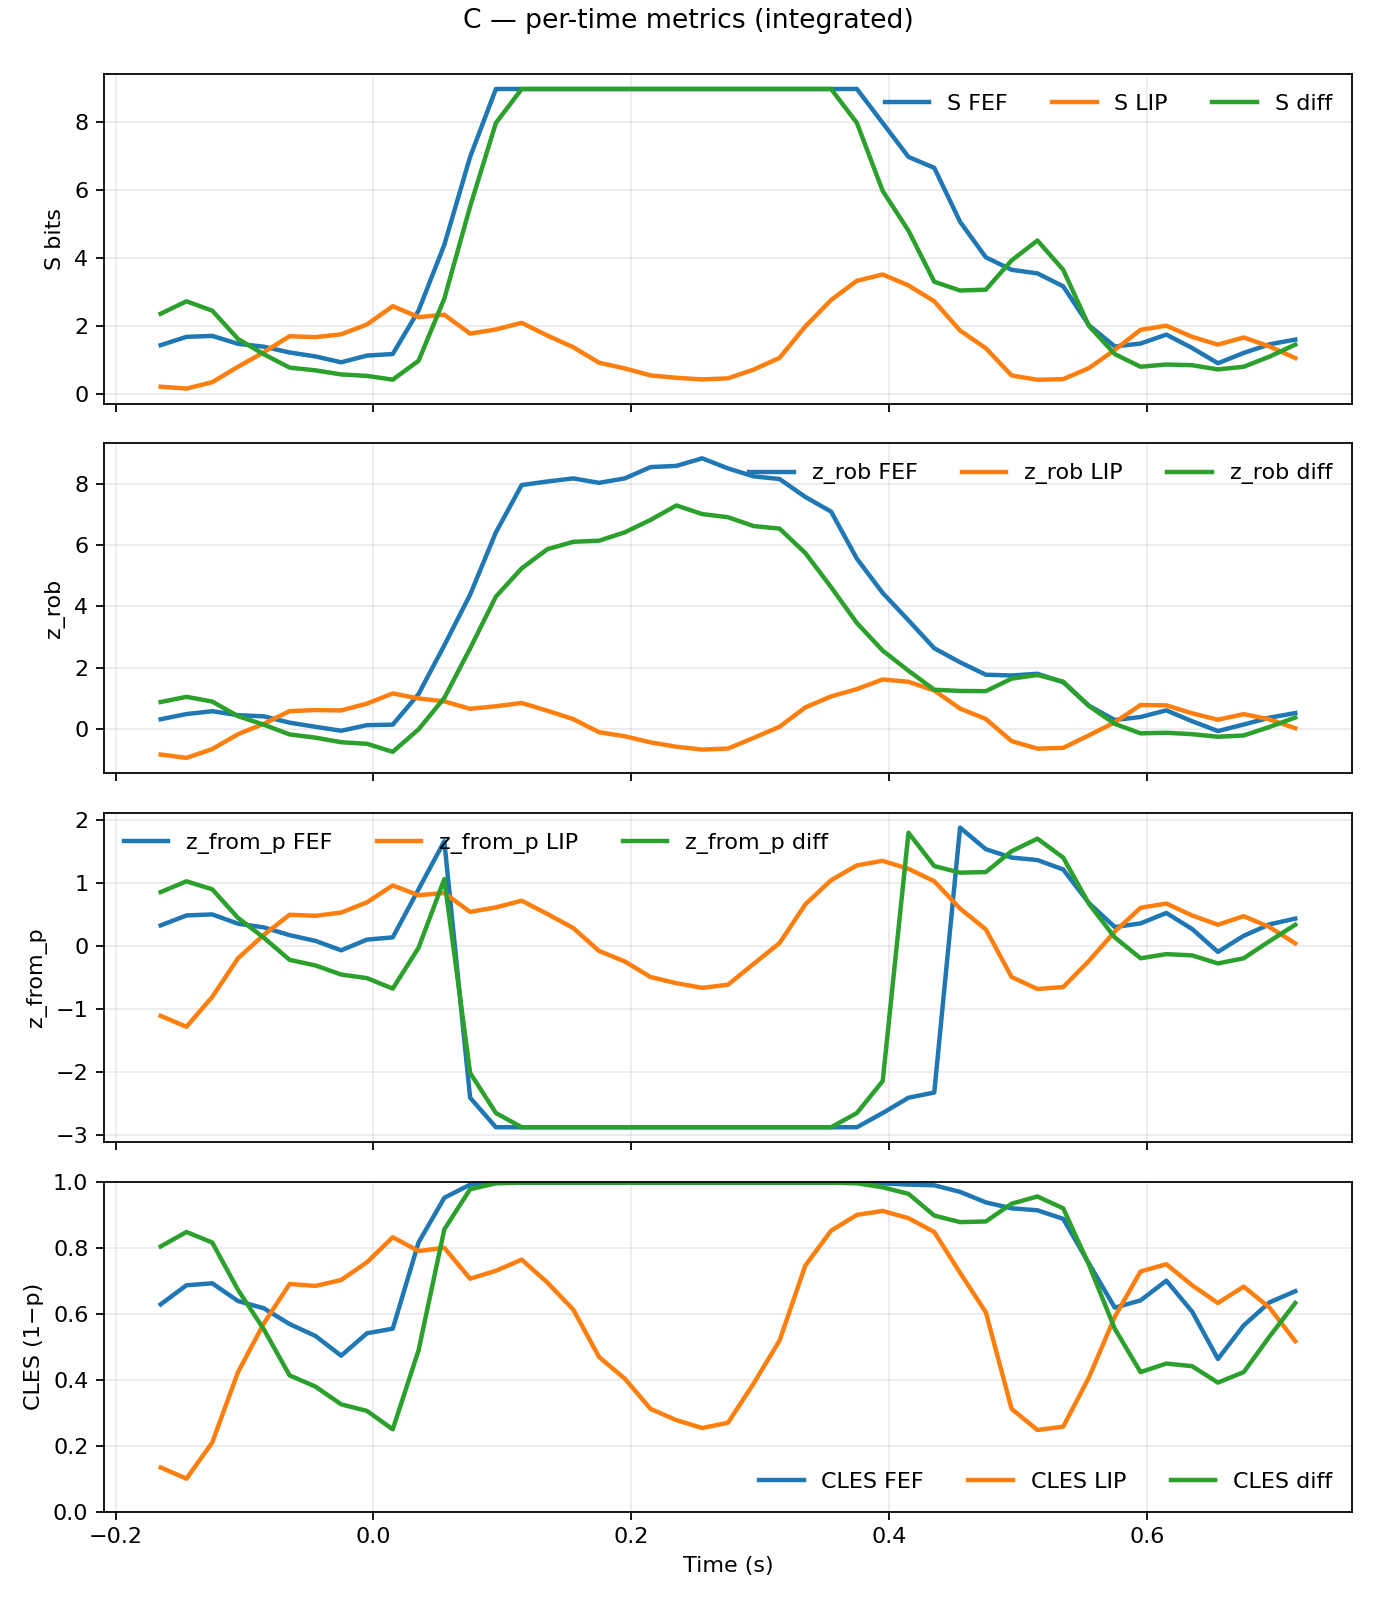 C — per-time metrics (integrated)
S bits
8
6
4
2
0
S FEF S LIP S diff
z_rob
8
6
4
2
0
z_rob FEF z_rob LIP z_rob diff
z_from_p
2
1
0
−1
−2
−3
z_from_p FEF z_from_p LIP z_from_p diff
CLES (1−p)
1.0
0.8
0.6
0.4
0.2
0.0
CLES FEF CLES LIP CLES diff
−0.2 0.0 0.2 0.4 0.6
Time (s)